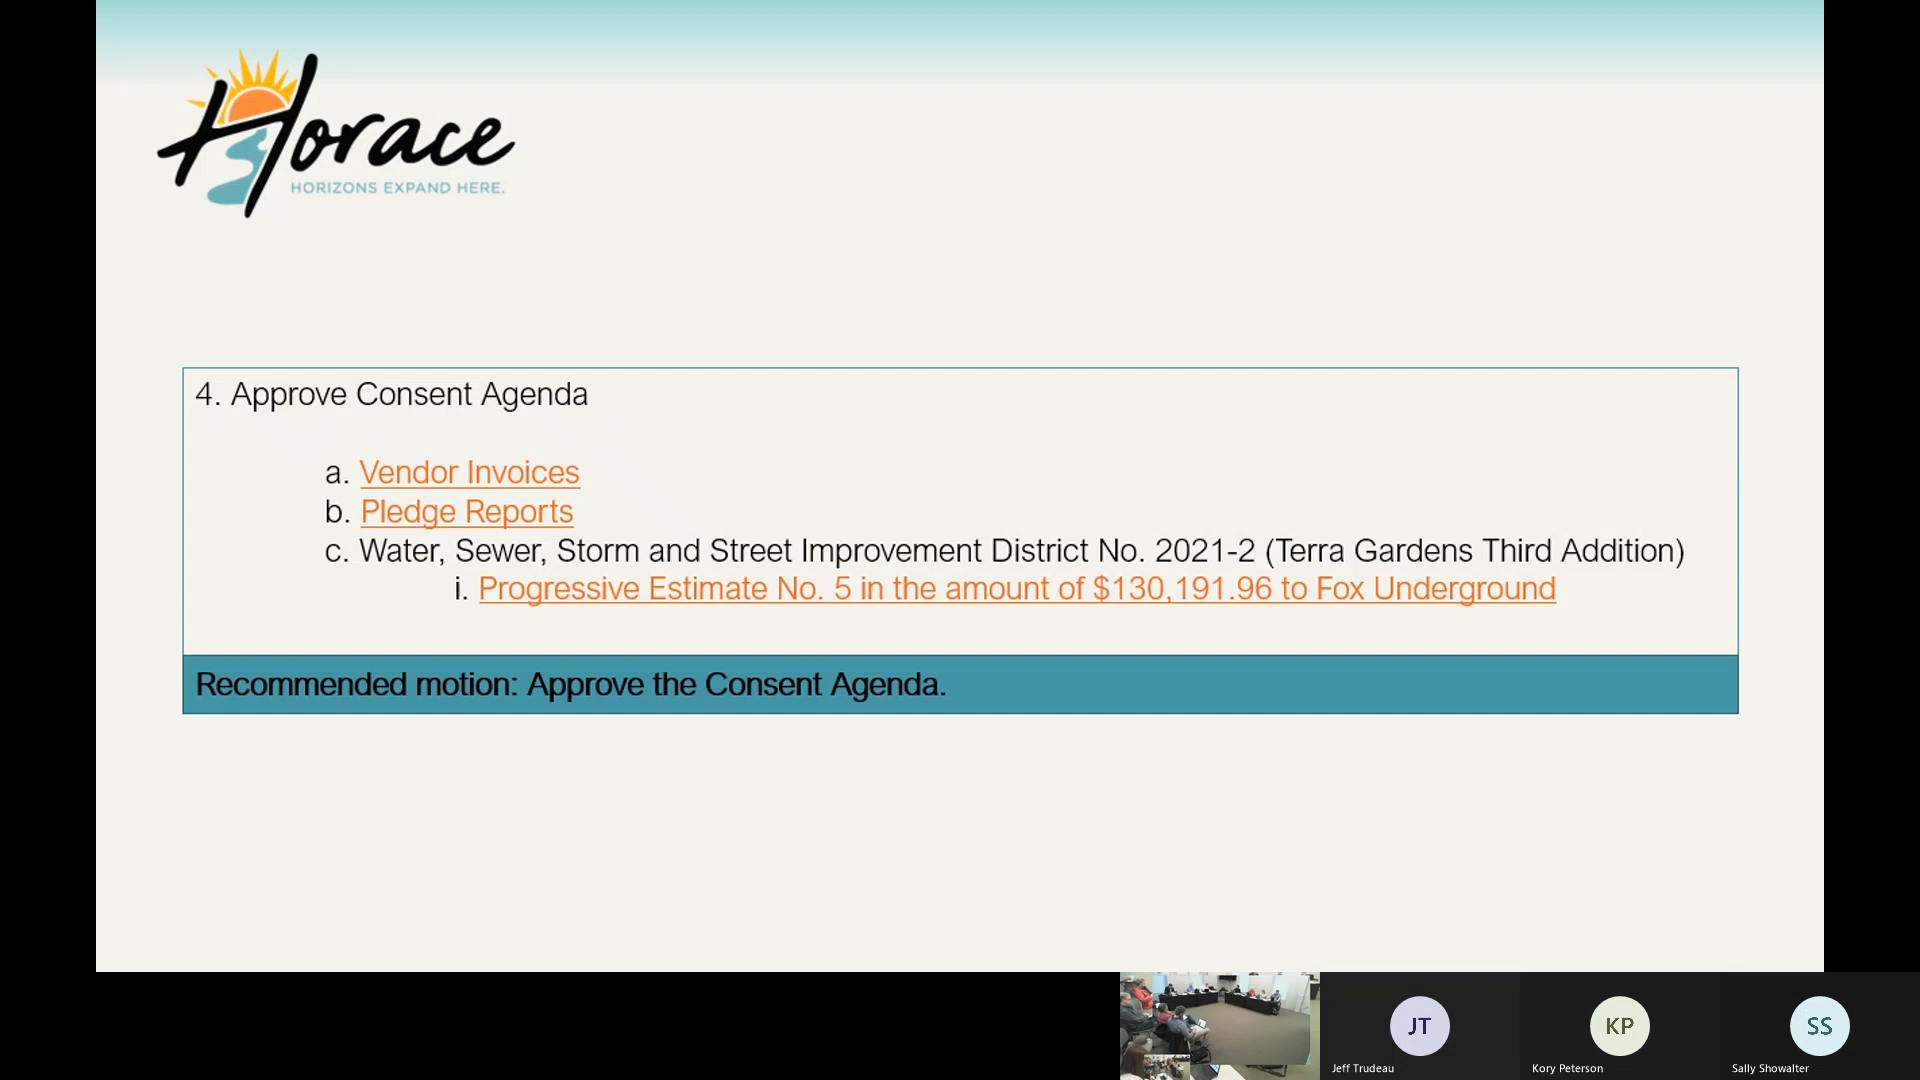 Horace
HORIZONS EXPAND HERE.
4. Approve Consent Agenda
a. Vendor Invoices
b. Pledge Reports
c. Water, Sewer, Storm and Street Improvement District No. 2021-2 (Terra Gardens Third Addition)
i. Progressive Estimate No. 5 in the amount of $130,191.96 to Fox Underground
Recommended motion: Approve the Consent Agenda.
JT
KP
SS
Jeff Trudeau
Kory Peterson
Sally Showalter